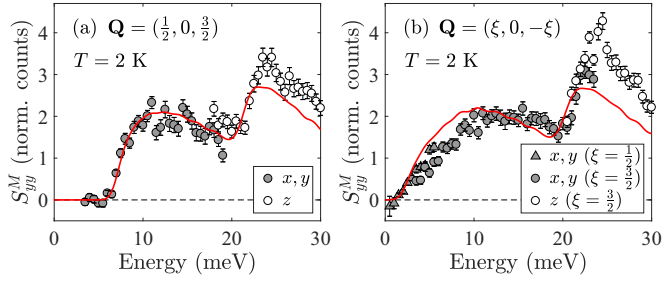 (a) Q = (1/2, 0, 3/2)
T = 2 K
4
3
2
1
0
S^M_yy (norm. counts)
x, y
z
0 10 20 30
Energy (meV)
(b) Q = (ξ, 0, −ξ)
T = 2 K
4
3
2
1
0
S^M_yy (norm. counts)
x, y (ξ = 1/2)
x, y (ξ = 3/2)
z (ξ = 3/2)
0 10 20 30
Energy (meV)